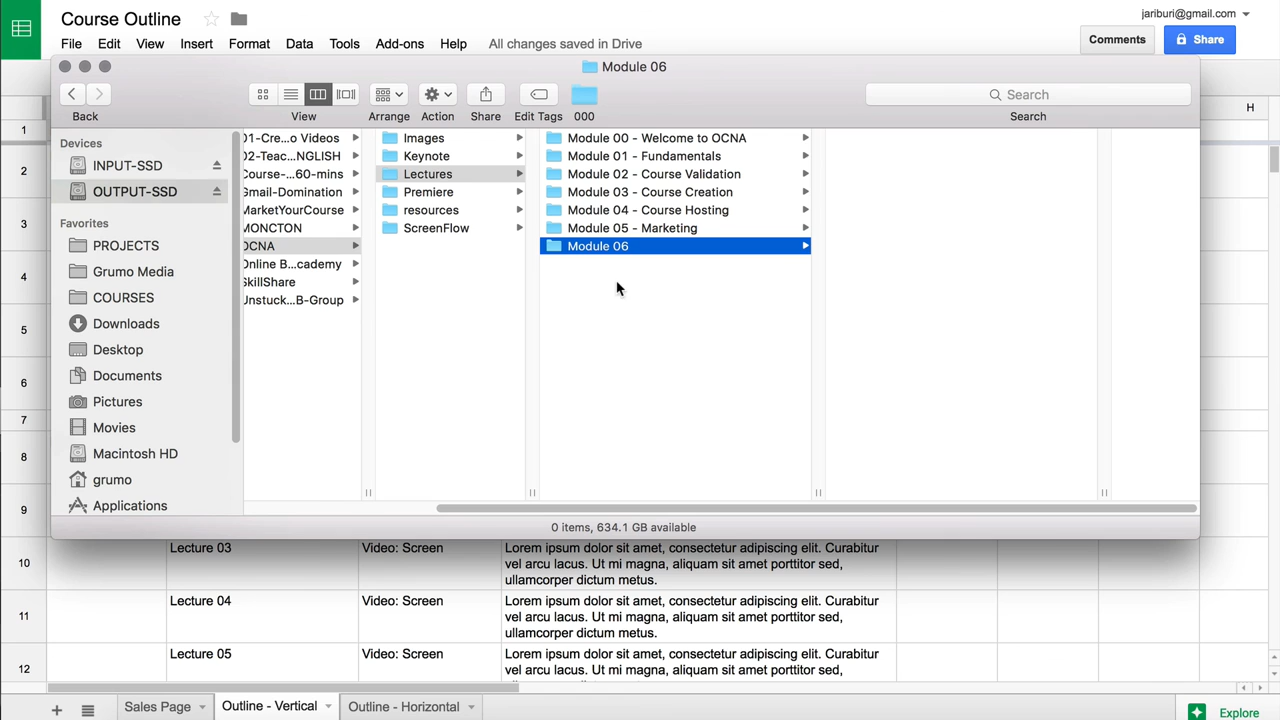 Course Outline
jariburi@gmail.com
File Edit View Insert Format Data Tools Add-ons Help All changes saved in Drive
Comments
Share
Module 06
Back
View
Arrange
Action
Share
Edit Tags
000
Search
Search
H
Devices
INPUT-SSD
OUTPUT-SSD
Favorites
PROJECTS
Grumo Media
COURSES
Downloads
Desktop
Documents
Pictures
Movies
Macintosh HD
grumo
Applications
01-Cre...o Videos
02-Teac...NGLISH
Course-...60-mins
Gmail-Domination
MarketYourCourse
MONCTON
OCNA
Online B...cademy
SkillShare
Unstuck...B-Group
Images
Keynote
Lectures
Premiere
resources
ScreenFlow
Module 00 - Welcome to OCNA
Module 01 - Fundamentals
Module 02 - Course Validation
Module 03 - Course Creation
Module 04 - Course Hosting
Module 05 - Marketing
Module 06
0 items, 634.1 GB available
1
2
3
4
5
6
7
8
9
10 Lecture 03 Video: Screen Lorem ipsum dolor sit amet, consectetur adipiscing elit. Curabitur
vel arcu lacus. Ut mi magna, aliquam sit amet porttitor sed,
ullamcorper dictum metus.
11 Lecture 04 Video: Screen Lorem ipsum dolor sit amet, consectetur adipiscing elit. Curabitur
vel arcu lacus. Ut mi magna, aliquam sit amet porttitor sed,
ullamcorper dictum metus.
12 Lecture 05 Video: Screen Lorem ipsum dolor sit amet, consectetur adipiscing elit. Curabitur
vel arcu lacus. Ut mi magna, aliquam sit amet porttitor sed,
Sales Page
Outline - Vertical
Outline - Horizontal
Explore